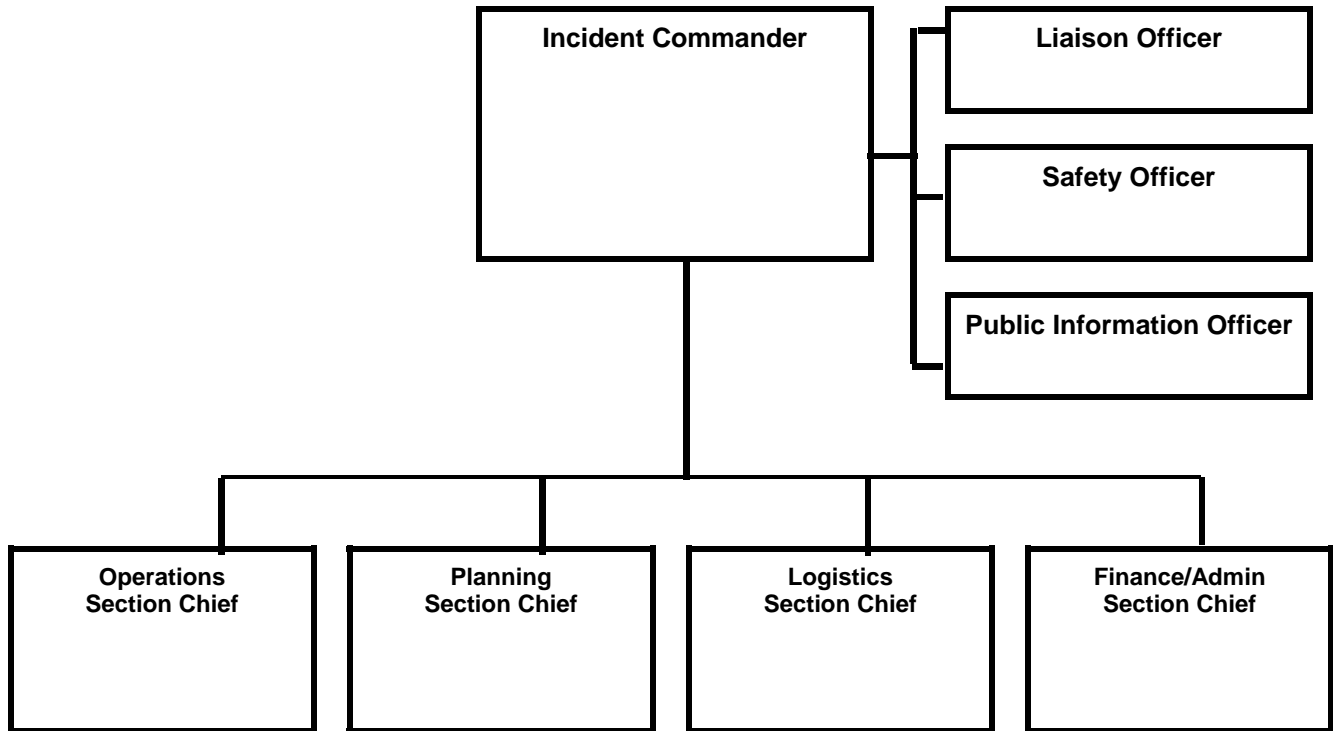 Incident Commander
Liaison Officer
Safety Officer
Public Information Officer
Operations
Section Chief
Planning
Section Chief
Logistics
Section Chief
Finance/Admin
Section Chief